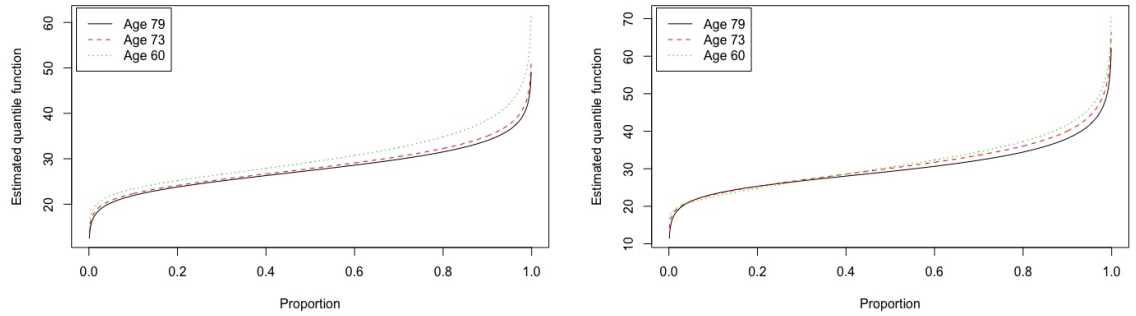 Estimated quantile function
60
50
40
30
20
Age 79
Age 73
Age 60
0.0 0.2 0.4 0.6 0.8 1.0
Proportion
Estimated quantile function
70
60
50
40
30
20
10
Age 79
Age 73
Age 60
0.0 0.2 0.4 0.6 0.8 1.0
Proportion